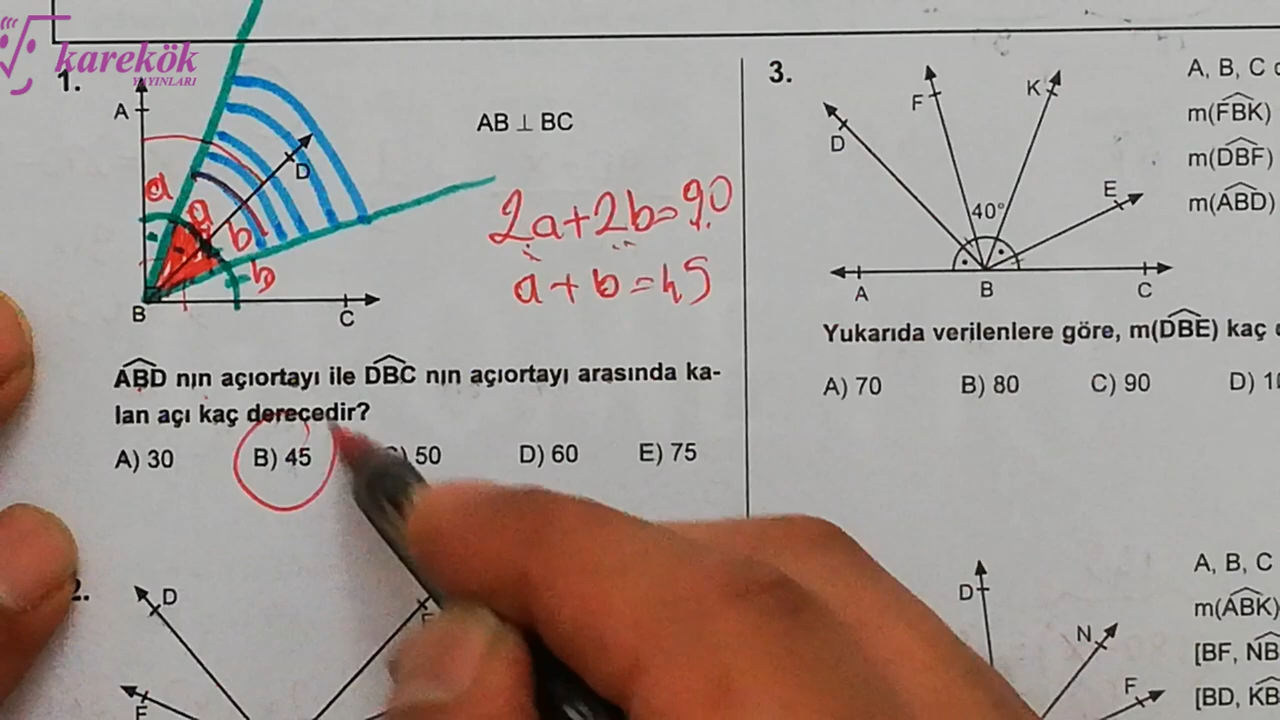 karekök
YAYINLARI
1.
A
D
B
C
a
a
b
b
AB ⊥ BC
2a+2b=90
a+b=45
ABD nın açıortayı ile DBC nın açıortayı arasında ka-
lan açı kaç derecedir?
A) 30 B) 45 C) 50 D) 60 E) 75
2.
D
E
3.
D
F
K
E
40°
A
B
C
A, B, C
m(FBK)
m(DBF)
m(ABD)
Yukarıda verilenlere göre, m(DBE) kaç
A) 70 B) 80 C) 90 D)
D
N
F
A, B, C
m(ABK)
[BF, NB
[BD, KB